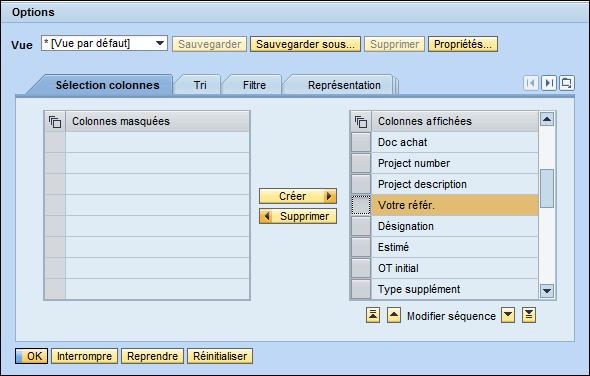 Options
Vue * [Vue par défaut] Sauvegarder Sauvegarder sous... Supprimer Propriétés...
Sélection colonnes Tri Filtre Représentation
Colonnes masquées
Créer
Supprimer
Colonnes affichées
Doc achat
Project number
Project description
Votre référ.
Désignation
Estimé
OT initial
Type supplément
Modifier séquence
OK Interrompre Reprendre Réinitialiser